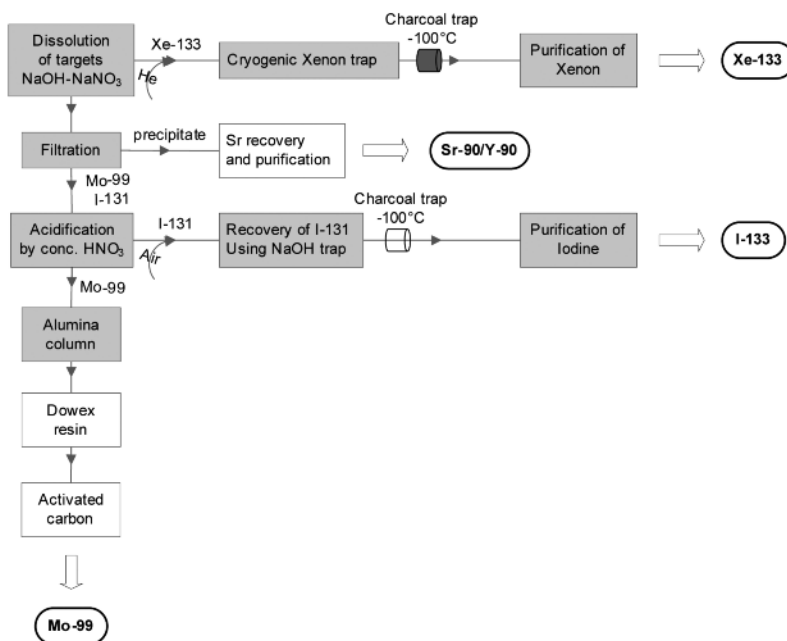 Dissolution
of targets
NaOH-NaNO₃
Xe-133
He
Cryogenic Xenon trap
Charcoal trap
-100°C
Purification of
Xenon
Xe-133
Filtration
precipitate
Sr recovery
and purification
Sr-90/Y-90
Mo-99
I-131
Acidification
by conc. HNO₃
I-131
Air
Recovery of I-131
Using NaOH trap
Charcoal trap
-100°C
Purification of
Iodine
I-133
Mo-99
Alumina
column
Dowex
resin
Activated
carbon
Mo-99